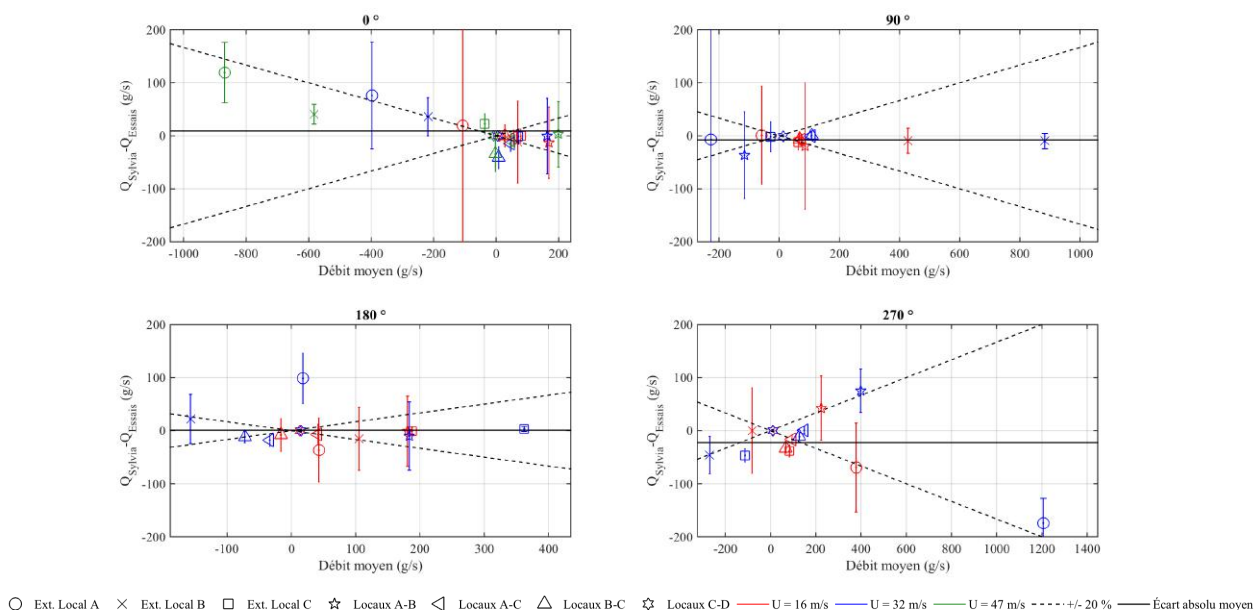 0 °
200
100
0
-100
-200
Q_Sylvia-Q_Essais (g/s)
-1000 -800 -600 -400 -200 0 200
Débit moyen (g/s)
90 °
200
100
0
-100
-200
Q_Sylvia-Q_Essais (g/s)
-200 0 200 400 600 800 1000
Débit moyen (g/s)
180 °
200
100
0
-100
-200
Q_Sylvia-Q_Essais (g/s)
-100 0 100 200 300 400
Débit moyen (g/s)
270 °
200
100
0
-100
-200
Q_Sylvia-Q_Essais (g/s)
-200 0 200 400 600 800 1000 1200 1400
Débit moyen (g/s)
Ext. Local A Ext. Local B Ext. Local C Locaux A-B Locaux A-C Locaux B-C Locaux C-D U = 16 m/s U = 32 m/s U = 47 m/s +/- 20 % Écart absolu moyen